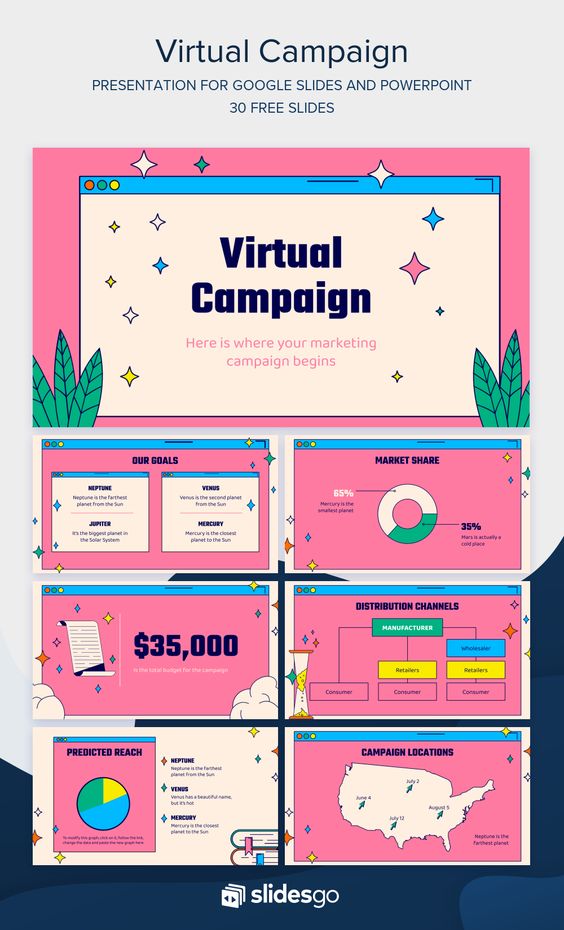 Virtual Campaign
PRESENTATION FOR GOOGLE SLIDES AND POWERPOINT
30 FREE SLIDES
Virtual
Campaign
Here is where your marketing
campaign begins
OUR GOALS
NEPTUNE
Neptune is the farthest
planet from the Sun
JUPITER
It's the biggest planet in
the Solar System
VENUS
Venus is the second planet
from the Sun
MERCURY
Mercury is the closest
planet to the Sun
MARKET SHARE
65%
Mercury is the
smallest planet
35%
Mars is actually a
cold place
$35,000
is the total budget for the campaign
DISTRIBUTION CHANNELS
MANUFACTURER
Wholesaler
Retailers
Retailers
Consumer
Consumer
Consumer
PREDICTED REACH
To modify this graph, click on it, follow the link,
change the data and paste the new graph here
NEPTUNE
Neptune is the farthest
planet from the Sun
VENUS
Venus has a beautiful name,
but it's hot
MERCURY
Mercury is the closest
planet to the Sun
CAMPAIGN LOCATIONS
June 4
July 2
July 12
August 5
Neptune is the
farthest planet
slidesgo